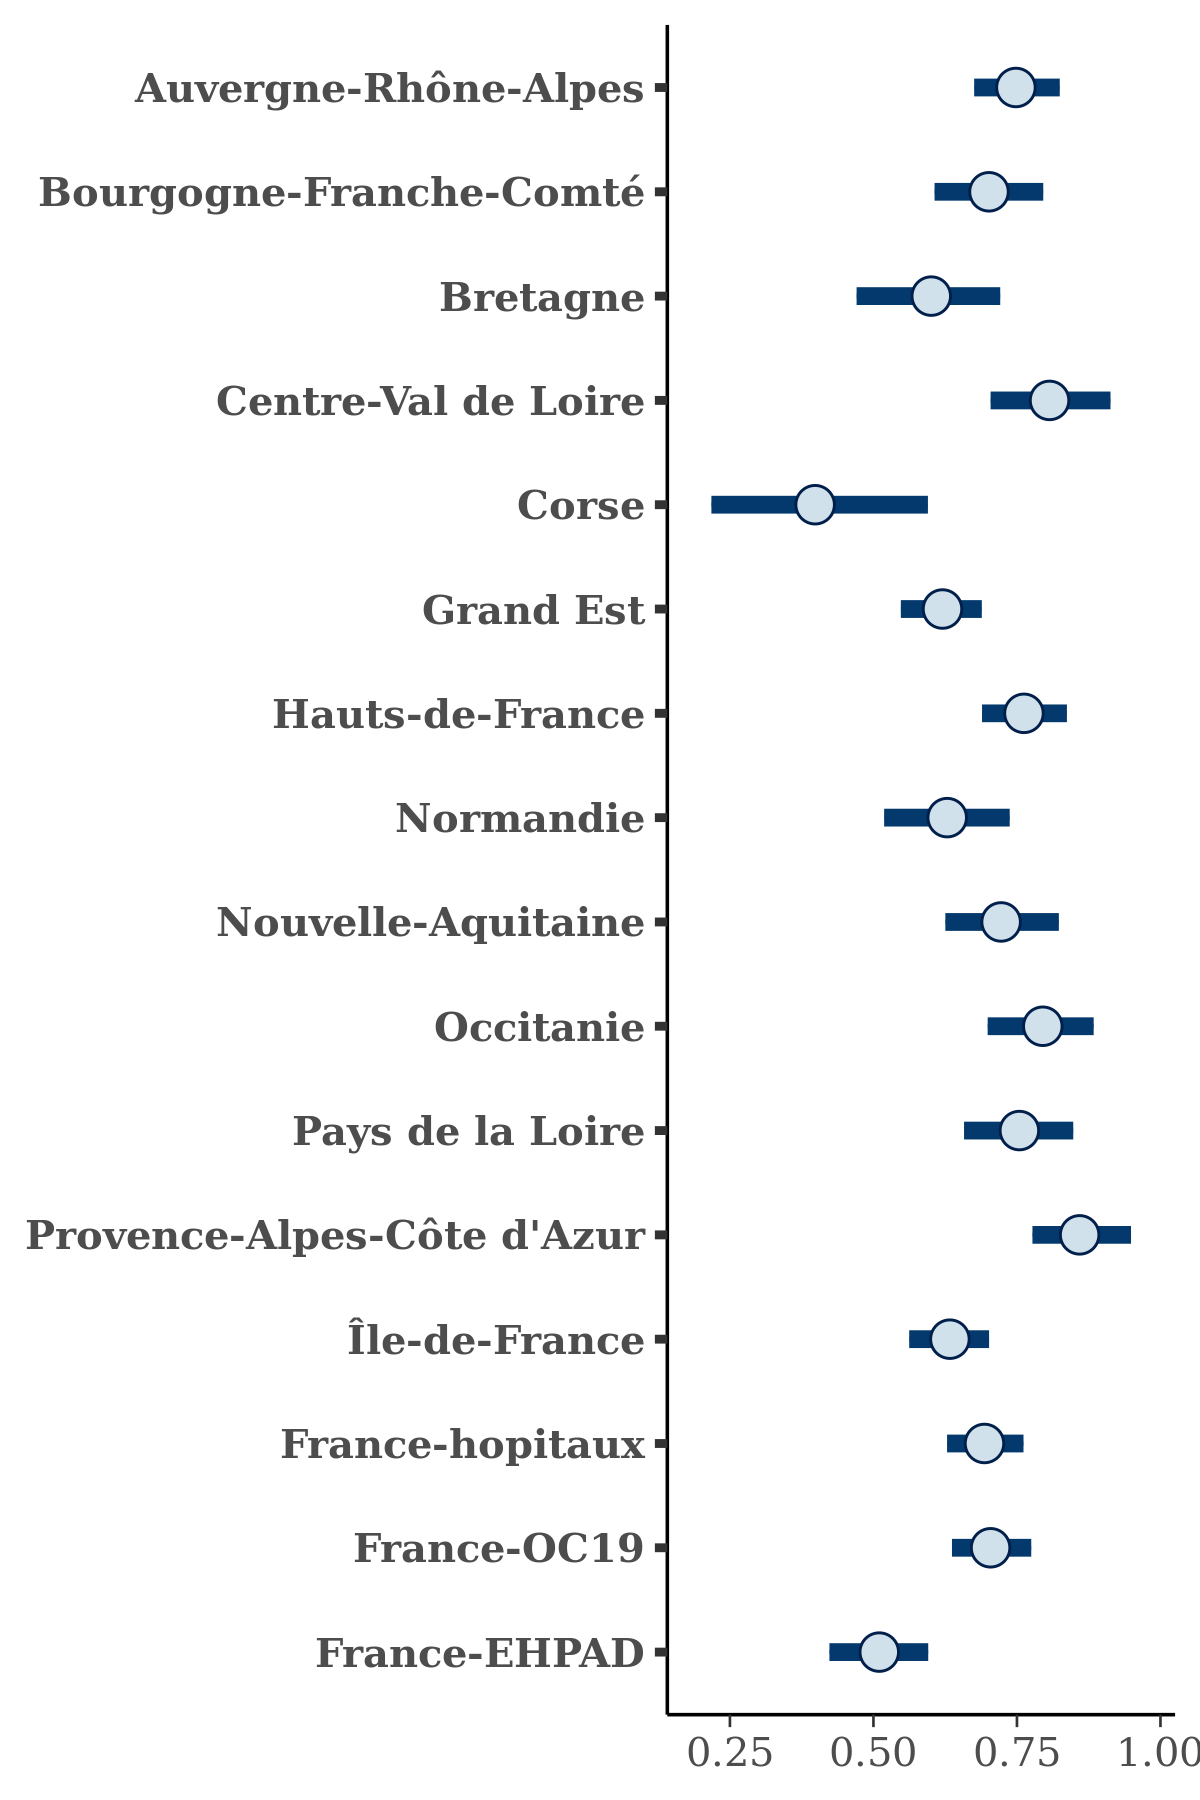 Auvergne-Rhône-Alpes
Bourgogne-Franche-Comté
Bretagne
Centre-Val de Loire
Corse
Grand Est
Hauts-de-France
Normandie
Nouvelle-Aquitaine
Occitanie
Pays de la Loire
Provence-Alpes-Côte d'Azur
Île-de-France
France-hopitaux
France-OC19
France-EHPAD
0.25 0.50 0.75 1.00